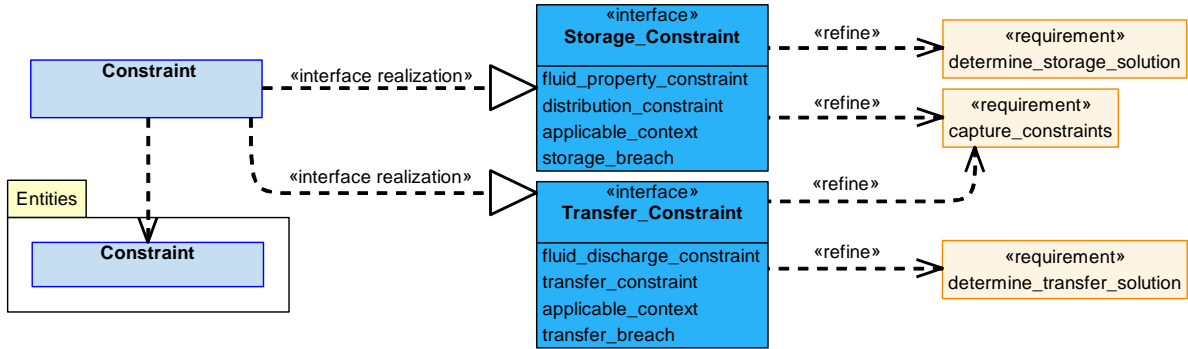 Constraint
Entities
Constraint
«interface realization»
«interface realization»
«interface»
Storage_Constraint
fluid_property_constraint
distribution_constraint
applicable_context
storage_breach
«interface»
Transfer_Constraint
fluid_discharge_constraint
transfer_constraint
applicable_context
transfer_breach
«refine»
«refine»
«refine»
«refine»
«requirement»
determine_storage_solution
«requirement»
capture_constraints
«requirement»
determine_transfer_solution